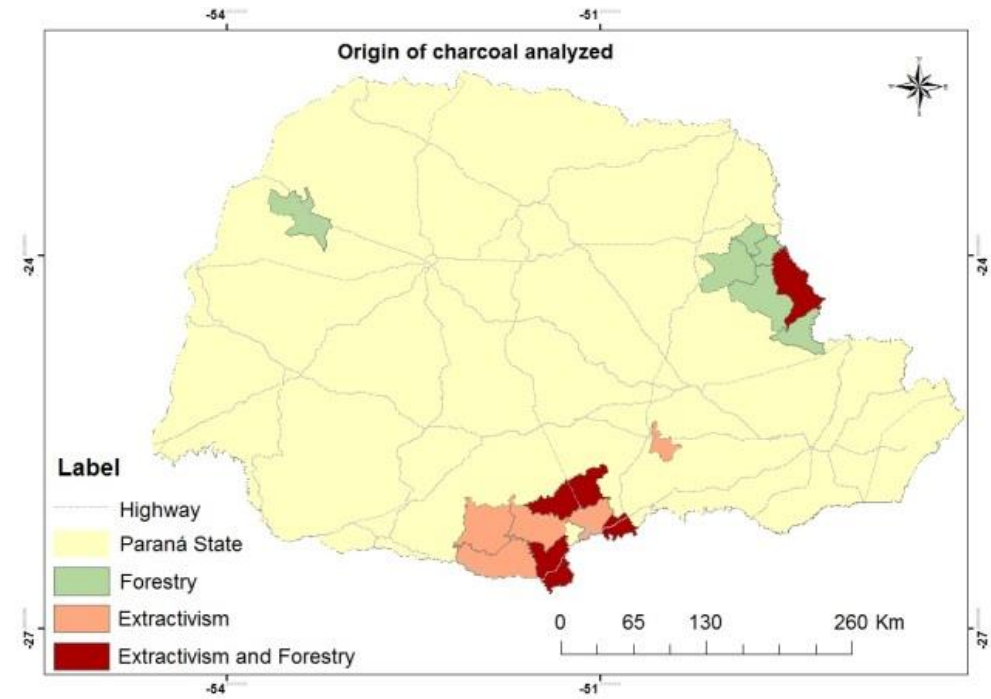 -54
-51
Origin of charcoal analyzed
-24
-24
Label
Highway
Paraná State
Forestry
Extractivism
Extractivism and Forestry
0 65 130 260 Km
-27
-27
-54
-51